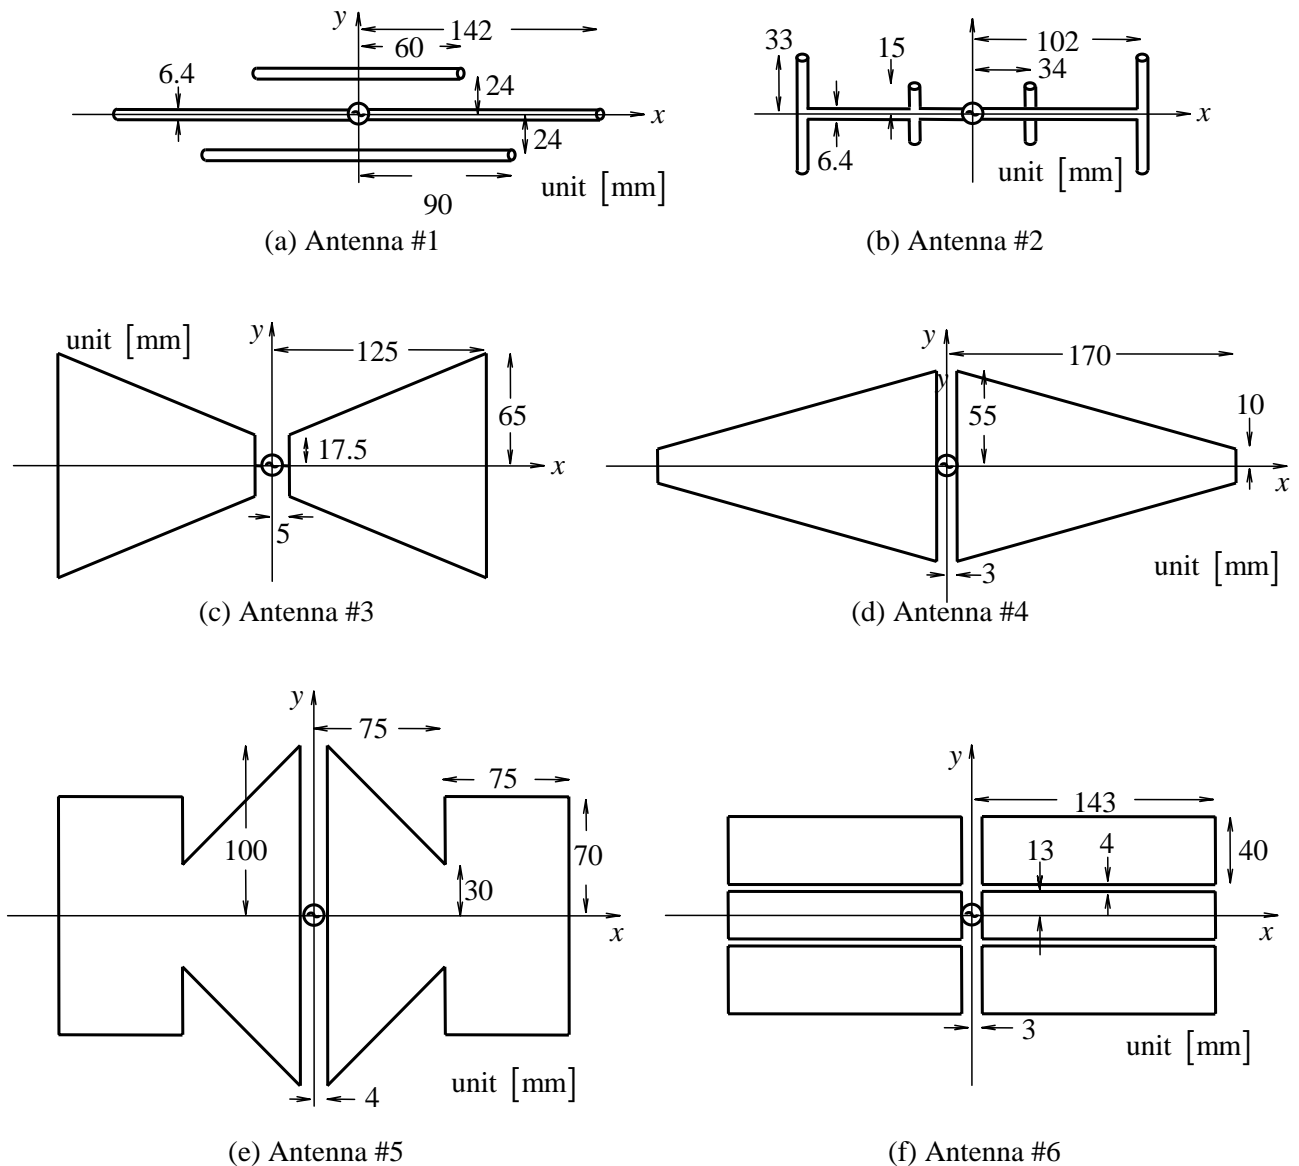 y
142
60
6.4
24
x
24
90
unit [mm]
(a) Antenna #1
33
15
102
34
x
6.4
unit [mm]
(b) Antenna #2
unit [mm]
y
125
65
17.5
x
5
(c) Antenna #3
y
170
y
55
10
x
3
unit [mm]
(d) Antenna #4
y
75
75
100
70
30
x
unit [mm]
4
(e) Antenna #5
y
143
13
4
40
x
3
unit [mm]
(f) Antenna #6